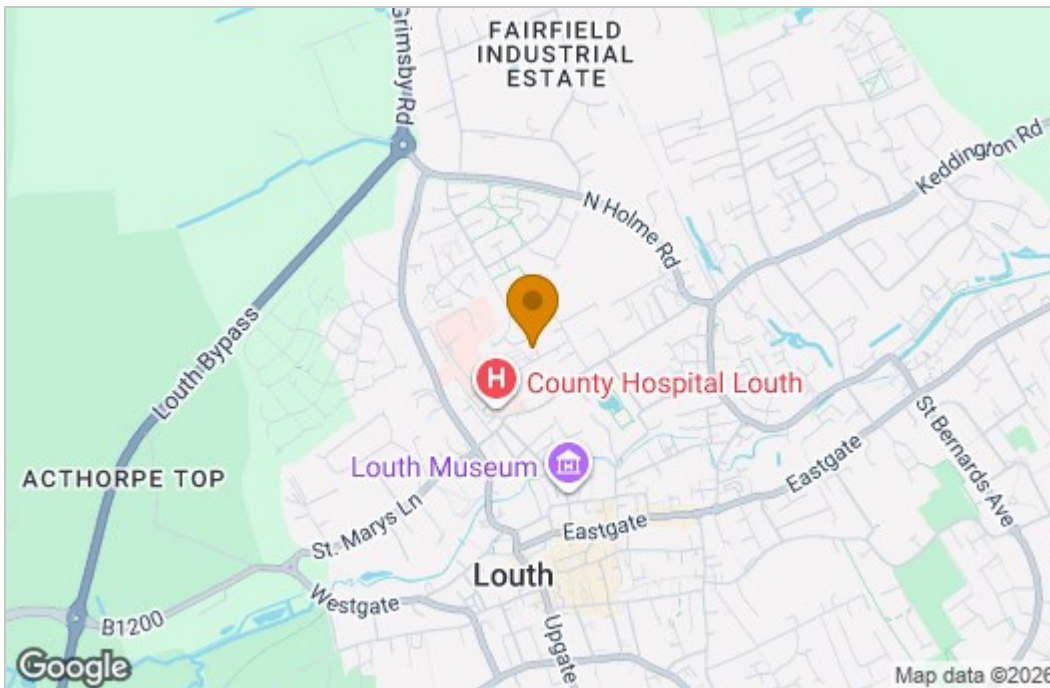 FAIRFIELD
INDUSTRIAL
ESTATE
Grimsby Rd
Keddington Rd
N Holme Rd
Louth Bypass
H
County Hospital Louth
St Bernards Ave
Louth Museum
Eastgate
ACTHORPE TOP
St. Marys Ln
Eastgate
Louth
Westgate
B1200
Upgate
Google
Map data ©2026